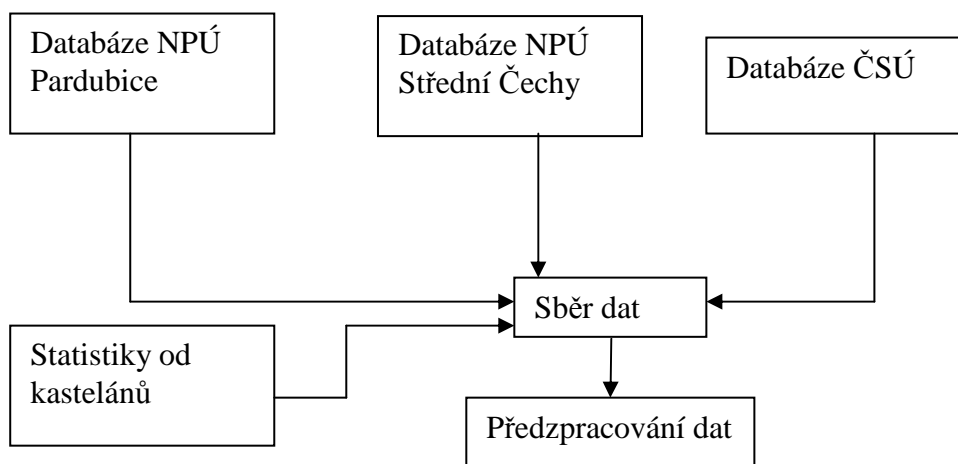 Databáze NPÚ
Pardubice
Databáze NPÚ
Střední Čechy
Databáze ČSÚ
Sběr dat
Statistiky od
kastelánů
Předzpracování dat